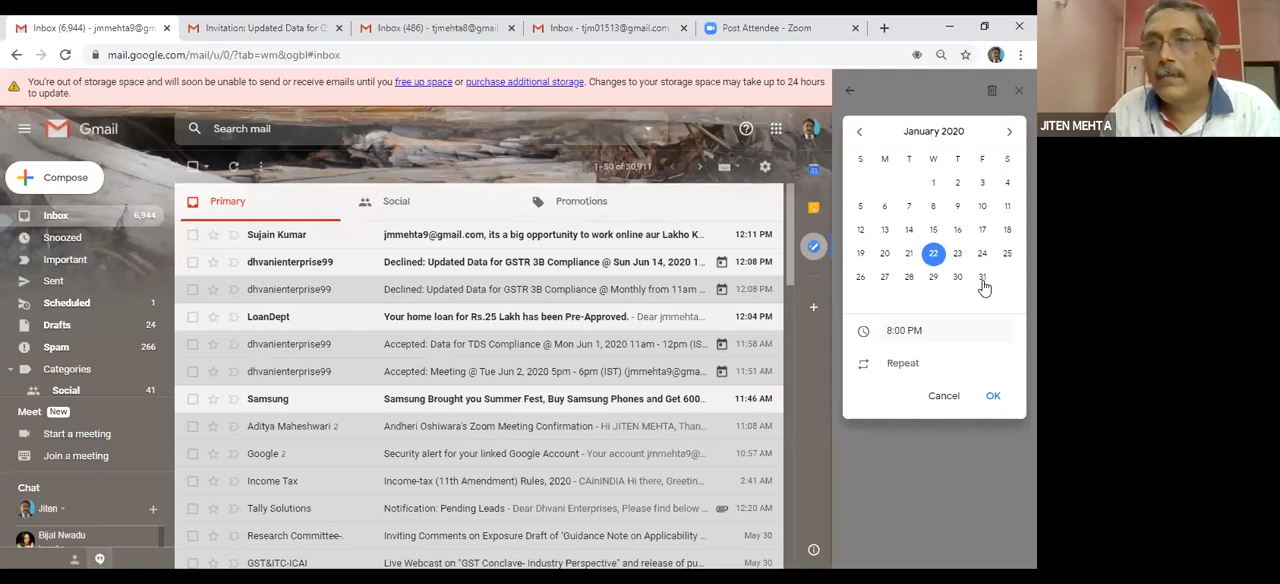 Inbox (6,944) - jmmehta9@gmail
Invitation: Updated Data for G
Inbox (486) - tjmehta8@gmail.com
Inbox - tjm01513@gmail.com
Post Attendee - Zoom
mail.google.com/mail/u/0/?tab=wm&ogbl#inbox
You're out of storage space and will soon be unable to send or receive emails until you free up space or purchase additional storage. Changes to your storage space may take up to 24 hours
to update.
JITEN MEHTA
Gmail
Search mail
January 2020
S M T W T F S
1 2 3 4
5 6 7 8 9 10 11
12 13 14 15 16 17 18
19 20 21 22 23 24 25
26 27 28 29 30 31
8:00 PM
Repeat
Cancel OK
Compose
1–50 of 30,911
Primary
Social
Promotions
Inbox 6,944
Snoozed
Important
Sent
Scheduled 1
Drafts 24
Spam 266
Categories
Social 41
Meet New
Start a meeting
Join a meeting
Chat
Jiten
Bijal Nwadu
Sujain Kumar jmmehta9@gmail.com, its a big opportunity to work online aur Lakho K... 12:11 PM
dhvanienterprise99 Declined: Updated Data for GSTR 3B Compliance @ Sun Jun 14, 2020 1... 12:08 PM
dhvanienterprise99 Declined: Updated Data for GSTR 3B Compliance @ Monthly from 11am ... 12:08 PM
LoanDept Your home loan for Rs.25 Lakh has been Pre-Approved. - Dear jmmehta... 12:04 PM
dhvanienterprise99 Accepted: Data for TDS Compliance @ Mon Jun 1, 2020 11am - 12pm (IS... 11:58 AM
dhvanienterprise99 Accepted: Meeting @ Tue Jun 2, 2020 5pm - 6pm (IST) (jmmehta9@gma... 11:51 AM
Samsung Samsung Brought you Summer Fest, Buy Samsung Phones and Get 600... 11:46 AM
Aditya Maheshwari 2 Andheri Oshiwara's Zoom Meeting Confirmation - Hi JITEN MEHTA, Than... 11:08 AM
Google 2 Security alert for your linked Google Account - Your account jmmehta9@... 10:57 AM
Income Tax Income-tax (11th Amendment) Rules, 2020 - CAinINDIA Hi there, Greetin... 2:41 AM
Tally Solutions Notification: Pending Leads - Dear Dhvani Enterprises, Please find below ... 12:20 AM
Research Committee-. Inviting Comments on Exposure Draft of 'Guidance Note on Applicability ... May 30
GST&ITC-ICAI Live Webcast on "GST Conclave- Industry Perspective" and release of pu... May 30